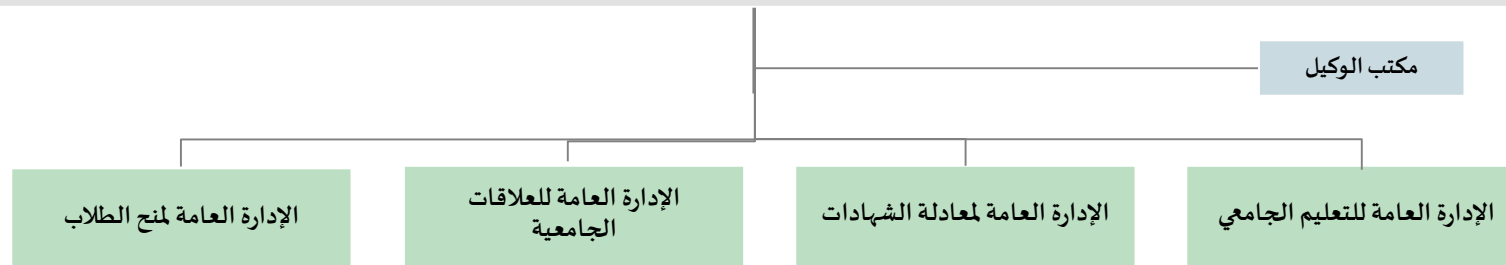 مكتب الوكيل
الإدارة العامة للتعليم الجامعي
الإدارة العامة لمعادلة الشهادات
الإدارة العامة للعلاقات
الجامعية
الإدارة العامة لمنح الطلاب